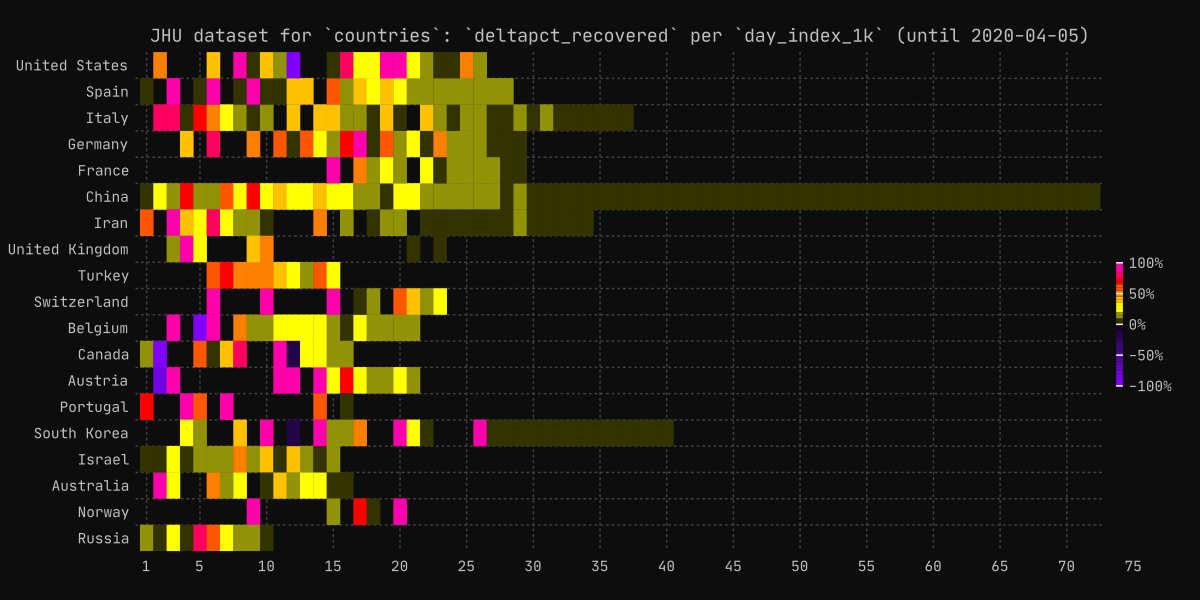 JHU dataset for `countries`: `deltapct_recovered` per `day_index_1k` (until 2020-04-05)
United States
Spain
Italy
Germany
France
China
Iran
United Kingdom
Turkey
Switzerland
Belgium
Canada
Austria
Portugal
South Korea
Israel
Australia
Norway
Russia
100%
50%
0%
-50%
-100%
1 5 10 15 20 25 30 35 40 45 50 55 60 65 70 75